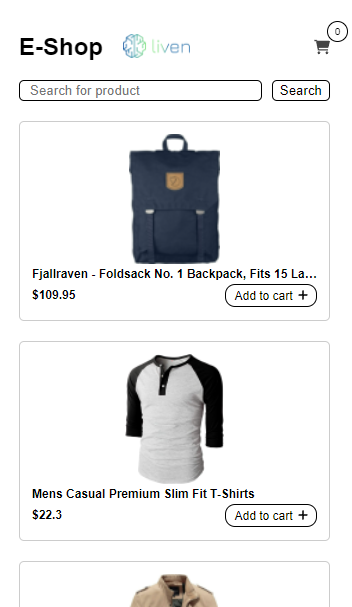 E-Shop liven
0
Search for product Search
Fjallraven - Foldsack No. 1 Backpack, Fits 15 La...
$109.95 Add to cart +
Mens Casual Premium Slim Fit T-Shirts
$22.3 Add to cart +